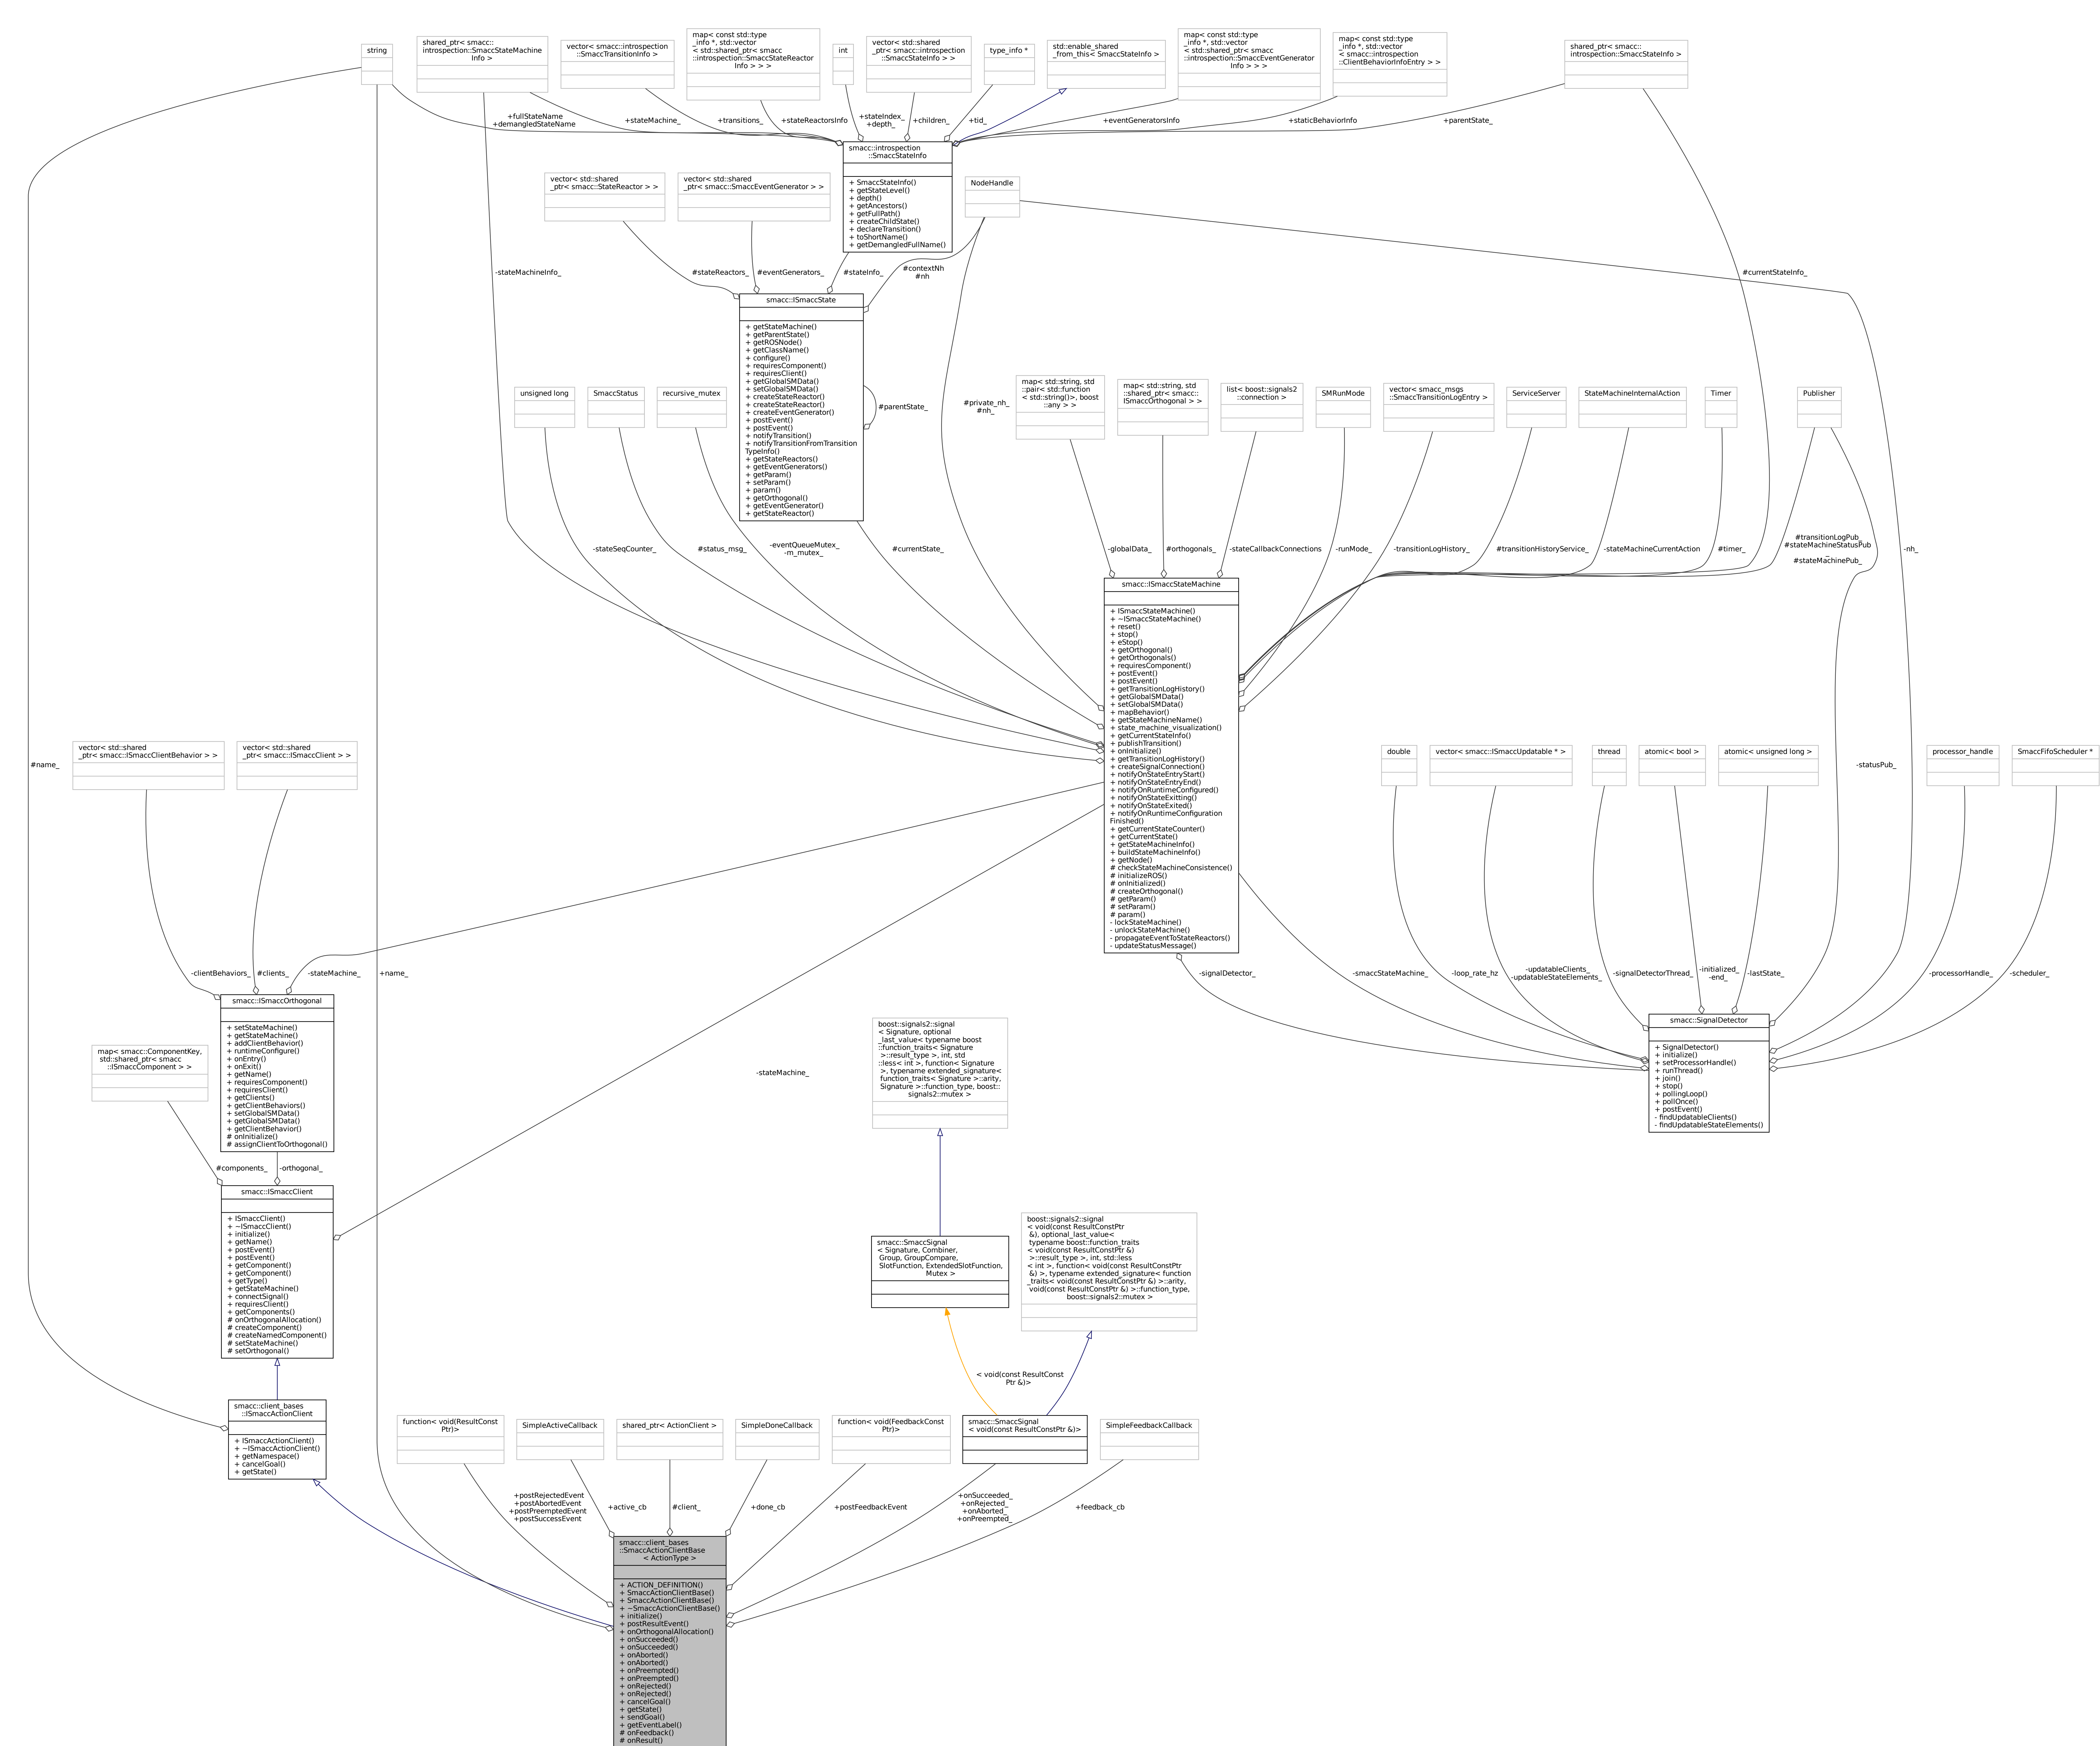 string
shared_ptr< smacc::
introspection::SmaccStateMachine
Info >
vector< smacc::introspection
::SmaccTransitionInfo >
map< const std::type
_info *, std::vector
< std::shared_ptr< smacc
::introspection::SmaccStateReactor
Info > > >
int
vector< std::shared
_ptr< smacc::introspection
::SmaccStateInfo > >
type_info *
std::enable_shared
_from_this< SmaccStateInfo >
map< const std::type
_info *, std::vector
< std::shared_ptr< smacc
::introspection::SmaccEventGenerator
Info > > >
map< const std::type
_info *, std::vector
< smacc::introspection
::ClientBehaviorInfoEntry > >
shared_ptr< smacc::
introspection::SmaccStateInfo >
+fullStateName
+demangledStateName
+stateMachine_
+transitions_
+stateReactorsInfo
+stateIndex_
+depth_
+children_
+tid_
+eventGeneratorsInfo
+staticBehaviorInfo
+parentState_
smacc::introspection
::SmaccStateInfo
+ SmaccStateInfo()
+ getStateLevel()
+ depth()
+ getAncestors()
+ getFullPath()
+ createChildState()
+ declareTransition()
+ toShortName()
+ getDemangledFullName()
vector< std::shared
_ptr< smacc::StateReactor > >
vector< std::shared
_ptr< smacc::SmaccEventGenerator > >
NodeHandle
-stateMachineInfo_
#stateReactors_
#eventGenerators_
#stateInfo_
#contextNh
#nh
#currentStateInfo_
smacc::ISmaccState
+ getStateMachine()
+ getParentState()
+ getROSNode()
+ getClassName()
+ configure()
+ requiresComponent()
+ requiresClient()
+ getGlobalSMData()
+ setGlobalSMData()
+ createStateReactor()
+ createStateReactor()
+ createEventGenerator()
+ postEvent()
+ postEvent()
+ notifyTransition()
+ notifyTransitionFromTransition
TypeInfo()
+ getStateReactors()
+ getEventGenerators()
+ getParam()
+ setParam()
+ param()
+ getOrthogonal()
+ getEventGenerator()
+ getStateReactor()
#parentState_
#private_nh_
#nh_
unsigned long
SmaccStatus
recursive_mutex
map< std::string, std
::pair< std::function
< std::string()>, boost
::any > >
map< std::string, std
::shared_ptr< smacc::
ISmaccOrthogonal > >
list< boost::signals2
::connection >
SMRunMode
vector< smacc_msgs
::SmaccTransitionLogEntry >
ServiceServer
StateMachineInternalAction
Timer
Publisher
-stateSeqCounter_
#status_msg_
-eventQueueMutex_
-m_mutex_
#currentState_
-globalData_
#orthogonals_
-stateCallbackConnections
-runMode_
-transitionLogHistory_
#transitionHistoryService_
-stateMachineCurrentAction
#timer_
#transitionLogPub_
#stateMachineStatusPub
_
#stateMachinePub_
-nh_
smacc::ISmaccStateMachine
+ ISmaccStateMachine()
+ ~ISmaccStateMachine()
+ reset()
+ stop()
+ eStop()
+ getOrthogonal()
+ getOrthogonals()
+ requiresComponent()
+ postEvent()
+ postEvent()
+ getTransitionLogHistory()
+ getGlobalSMData()
+ setGlobalSMData()
+ mapBehavior()
+ getStateMachineName()
+ state_machine_visualization()
+ getCurrentStateInfo()
+ publishTransition()
+ onInitialize()
+ getTransitionLogHistory()
+ createSignalConnection()
+ notifyOnStateEntryStart()
+ notifyOnStateEntryEnd()
+ notifyOnRuntimeConfigured()
+ notifyOnStateExitting()
+ notifyOnStateExited()
+ notifyOnRuntimeConfiguration
Finished()
+ getCurrentStateCounter()
+ getCurrentState()
+ getStateMachineInfo()
+ buildStateMachineInfo()
+ getNode()
# checkStateMachineConsistence()
# initializeROS()
# onInitialized()
# createOrthogonal()
# getParam()
# setParam()
# param()
- lockStateMachine()
- unlockStateMachine()
- propagateEventToStateReactors()
- updateStatusMessage()
#name_
vector< std::shared
_ptr< smacc::ISmaccClientBehavior > >
vector< std::shared
_ptr< smacc::ISmaccClient > >
double
vector< smacc::ISmaccUpdatable * >
thread
atomic< bool >
atomic< unsigned long >
-statusPub_
processor_handle
SmaccFifoScheduler *
-clientBehaviors_
#clients_
-stateMachine_
+name_
-signalDetector_
-smaccStateMachine_
-loop_rate_hz
-updatableClients_
-updatableStateElements_
-signalDetectorThread_
-initialized_
-end_
-lastState_
-processorHandle_
-scheduler_
smacc::ISmaccOrthogonal
+ setStateMachine()
+ getStateMachine()
+ addClientBehavior()
+ runtimeConfigure()
+ onEntry()
+ onExit()
+ getName()
+ requiresComponent()
+ requiresClient()
+ getClients()
+ getClientBehaviors()
+ setGlobalSMData()
+ getGlobalSMData()
+ getClientBehavior()
# onInitialize()
# assignClientToOrthogonal()
smacc::SignalDetector
+ SignalDetector()
+ initialize()
+ setProcessorHandle()
+ runThread()
+ join()
+ stop()
+ pollingLoop()
+ pollOnce()
+ postEvent()
- findUpdatableClients()
- findUpdatableStateElements()
map< smacc::ComponentKey,
std::shared_ptr< smacc
::ISmaccComponent > >
-stateMachine_
boost::signals2::signal
< Signature, optional
_last_value< typename boost
::function_traits< Signature
>::result_type >, int, std
::less< int >, function< Signature
>, typename extended_signature<
function_traits< Signature >::arity,
Signature >::function_type, boost::
signals2::mutex >
#components_
-orthogonal_
smacc::ISmaccClient
+ ISmaccClient()
+ ~ISmaccClient()
+ initialize()
+ getName()
+ postEvent()
+ postEvent()
+ getComponent()
+ getComponent()
+ getType()
+ getStateMachine()
+ connectSignal()
+ requiresClient()
+ getComponents()
# onOrthogonalAllocation()
# createComponent()
# createNamedComponent()
# setStateMachine()
# setOrthogonal()
smacc::SmaccSignal
< Signature, Combiner,
Group, GroupCompare,
SlotFunction, ExtendedSlotFunction,
Mutex >
boost::signals2::signal
< void(const ResultConstPtr
&), optional_last_value<
typename boost::function_traits
< void(const ResultConstPtr &)
>::result_type >, int, std::less
< int >, function< void(const ResultConstPtr
&) >, typename extended_signature< function
_traits< void(const ResultConstPtr &) >::arity,
void(const ResultConstPtr &) >::function_type,
boost::signals2::mutex >
< void(const ResultConst
Ptr &)>
smacc::client_bases
::ISmaccActionClient
+ ISmaccActionClient()
+ ~ISmaccActionClient()
+ getNamespace()
+ cancelGoal()
+ getState()
function< void(ResultConst
Ptr)>
SimpleActiveCallback
shared_ptr< ActionClient >
SimpleDoneCallback
function< void(FeedbackConst
Ptr)>
smacc::SmaccSignal
< void(const ResultConstPtr &)>
SimpleFeedbackCallback
+postRejectedEvent
+postAbortedEvent
+postPreemptedEvent
+postSuccessEvent
+active_cb
#client_
+done_cb
+postFeedbackEvent
+onSucceeded_
+onRejected_
+onAborted_
+onPreempted_
+feedback_cb
smacc::client_bases
::SmaccActionClientBase
< ActionType >
+ ACTION_DEFINITION()
+ SmaccActionClientBase()
+ SmaccActionClientBase()
+ ~SmaccActionClientBase()
+ initialize()
+ postResultEvent()
+ onOrthogonalAllocation()
+ onSucceeded()
+ onSucceeded()
+ onAborted()
+ onAborted()
+ onPreempted()
+ onPreempted()
+ onRejected()
+ onRejected()
+ cancelGoal()
+ getState()
+ sendGoal()
+ getEventLabel()
# onFeedback()
# onResult()